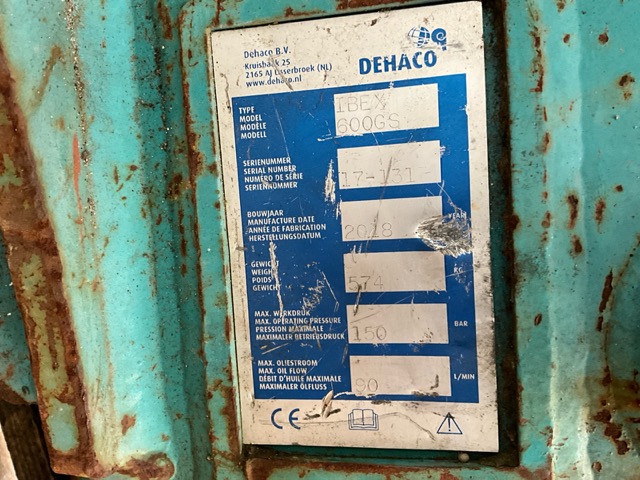 Dehaco B.V.
Kruisbaak 25
2165 AJ Lisserbroek (NL)
www.dehaco.nl
DEHACO
TYPE
MODEL
MODÈLE
MODELL
IBEX
600GS
SERIENUMMER
SERIAL NUMBER
NUMÉRO DE SÉRIE
SERIENNUMMER
17-131
BOUWJAAR
MANUFACTURE DATE
ANNÉE DE FABRICATION
HERSTELLUNGSDATUM
2018
YEAR
GEWICHT
WEIGHT
POIDS
GEWICHT
574
KG
MAX. WERKDRUK
MAX. OPERATING PRESSURE
PRESSION MAXIMALE
MAXIMALER BETRIEBSDRUCK
150
BAR
MAX. OLIESTROOM
MAX. OIL FLOW
DÉBIT D'HUILE MAXIMALE
MAXIMALER ÖLFLUSS
90
L/MIN
CE